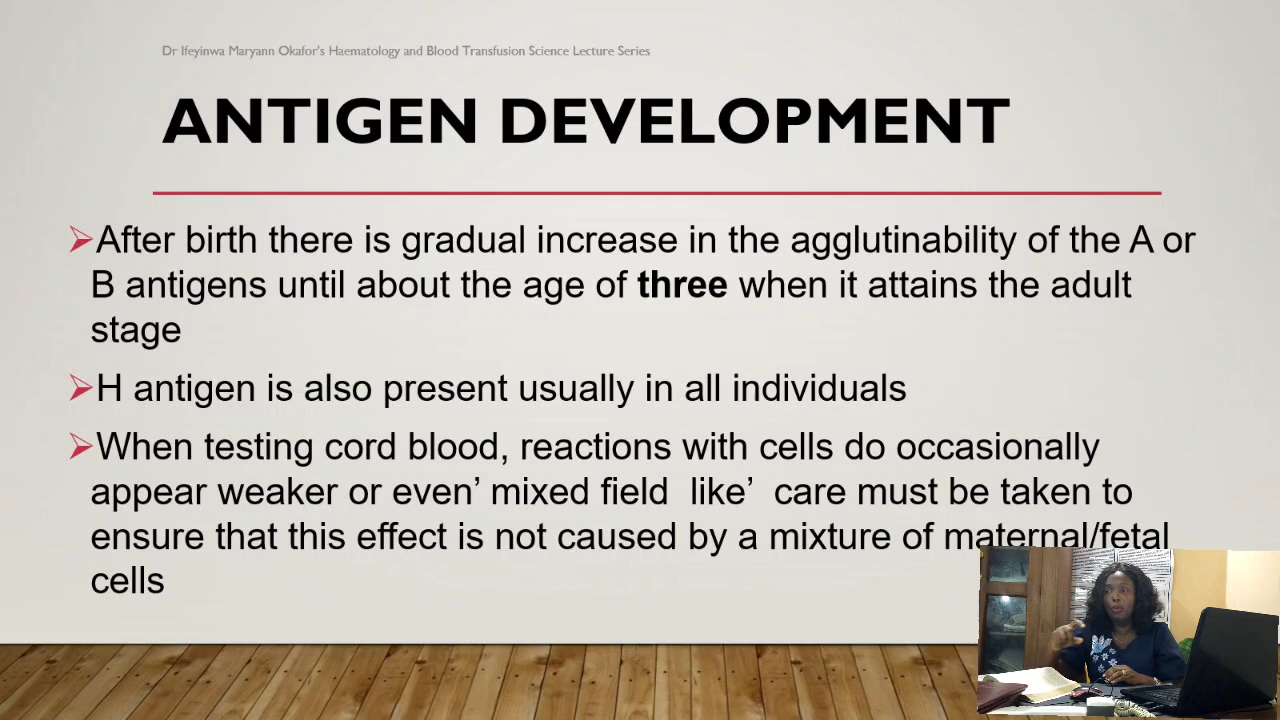 Dr Ifeyinwa Maryann Okafor's Haematology and Blood Transfusion Science Lecture Series
ANTIGEN DEVELOPMENT
After birth there is gradual increase in the agglutinability of the A or
B antigens until about the age of three when it attains the adult
stage
H antigen is also present usually in all individuals
When testing cord blood, reactions with cells do occasionally
appear weaker or even’ mixed field like’ care must be taken to
ensure that this effect is not caused by a mixture of maternal/fetal
cells